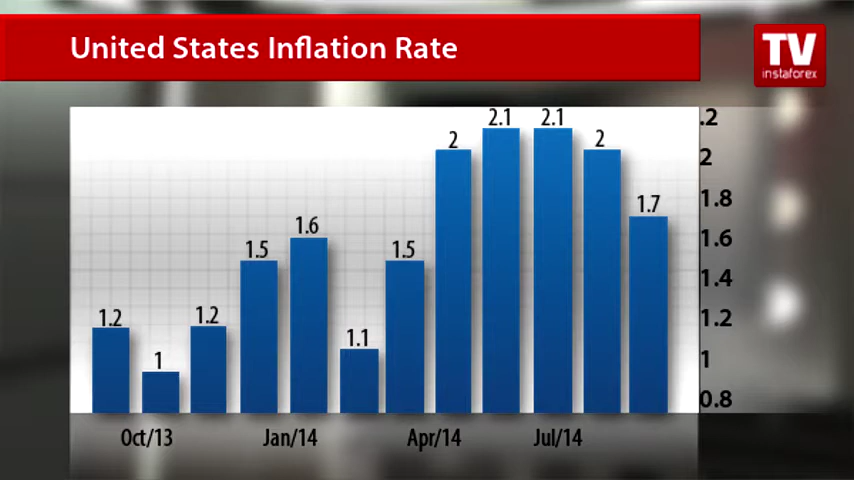 United States Inflation Rate
TV
instaforex
1.2
1
1.2
1.5
1.6
1.1
1.5
2
2.1
2.1
2
1.7
.2
2
1.8
1.6
1.4
1.2
1
0.8
Oct/13
Jan/14
Apr/14
Jul/14